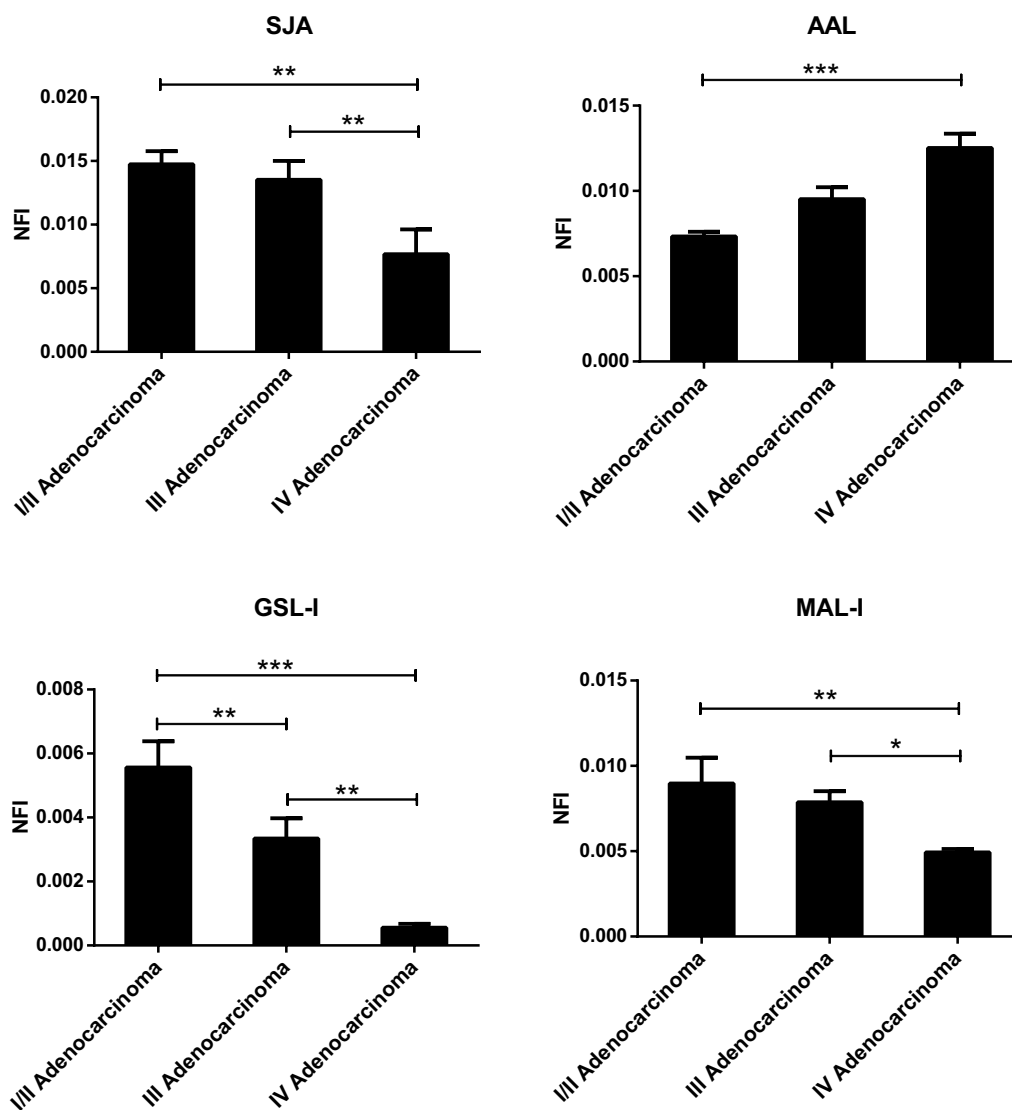 SJA
**
**
NFI
0.020
0.015
0.010
0.005
0.000
I/II Adenocarcinoma
III Adenocarcinoma
IV Adenocarcinoma
AAL
***
NFI
0.015
0.010
0.005
0.000
I/II Adenocarcinoma
III Adenocarcinoma
IV Adenocarcinoma
GSL-I
***
**
**
NFI
0.008
0.006
0.004
0.002
0.000
I/II Adenocarcinoma
III Adenocarcinoma
IV Adenocarcinoma
MAL-I
**
*
NFI
0.015
0.010
0.005
0.000
I/II Adenocarcinoma
III Adenocarcinoma
IV Adenocarcinoma